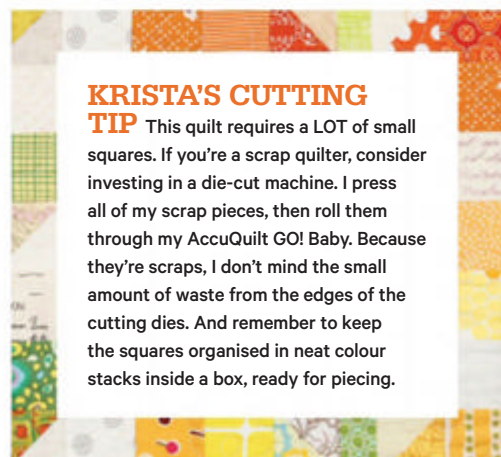 KRISTA'S CUTTING
TIP This quilt requires a LOT of small
squares. If you're a scrap quilter, consider
investing in a die-cut machine. I press
all of my scrap pieces, then roll them
through my AccuQuilt GO! Baby. Because
they're scraps, I don't mind the small
amount of waste from the edges of the
cutting dies. And remember to keep
the squares organised in neat colour
stacks inside a box, ready for piecing.